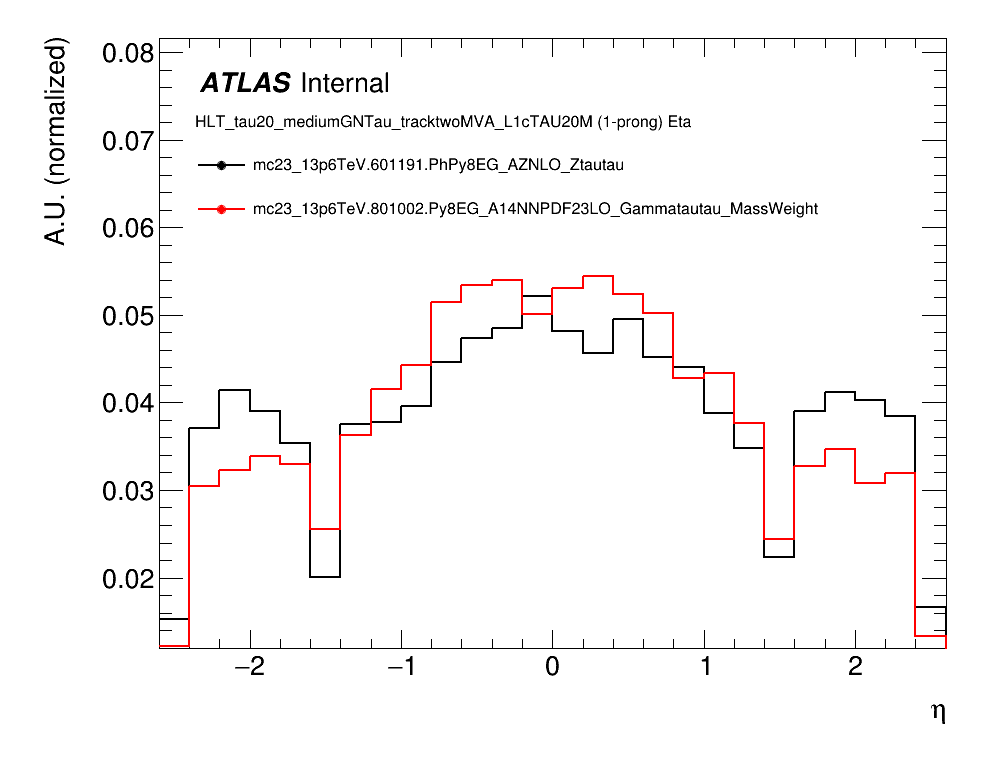 A.U. (normalized)
0.08
0.07
0.06
0.05
0.04
0.03
0.02
ATLAS Internal
HLT_tau20_mediumGNTau_tracktwoMVA_L1cTAU20M (1-prong) Eta
mc23_13p6TeV.601191.PhPy8EG_AZNLO_Ztautau
mc23_13p6TeV.801002.Py8EG_A14NNPDF23LO_Gammatautau_MassWeight
−2 −1 0 1 2
η